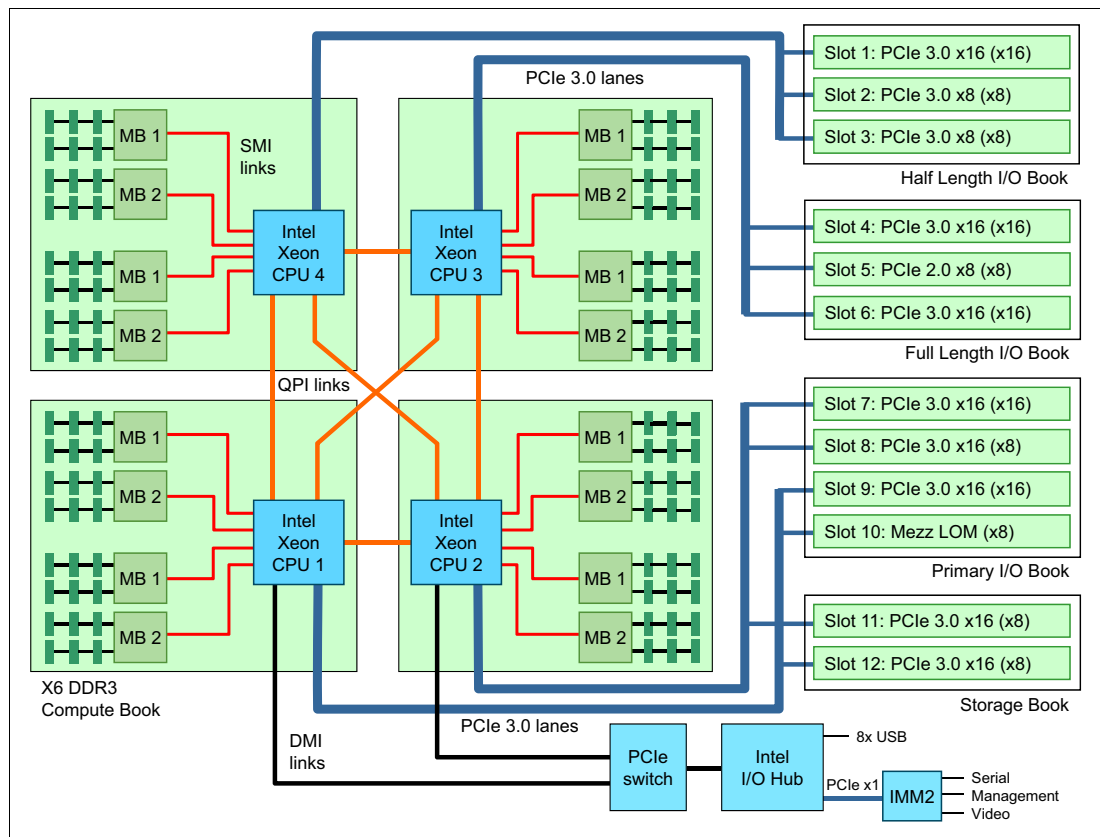 Slot 1: PCIe 3.0 x16 (x16)
PCIe 3.0 lanes
Slot 2: PCIe 3.0 x8 (x8)
Slot 3: PCIe 3.0 x8 (x8)
Half Length I/O Book
MB 1
SMI
links
MB 2
MB 1
MB 2
Intel
Xeon
CPU 4
MB 1
MB 2
MB 1
MB 2
Intel
Xeon
CPU 3
Slot 4: PCIe 3.0 x16 (x16)
Slot 5: PCIe 2.0 x8 (x8)
Slot 6: PCIe 3.0 x16 (x16)
Full Length I/O Book
QPI links
MB 1
MB 2
MB 1
MB 2
Intel
Xeon
CPU 1
MB 1
MB 2
MB 1
MB 2
Intel
Xeon
CPU 2
Slot 7: PCIe 3.0 x16 (x16)
Slot 8: PCIe 3.0 x16 (x8)
Slot 9: PCIe 3.0 x16 (x16)
Slot 10: Mezz LOM (x8)
Primary I/O Book
Slot 11: PCIe 3.0 x16 (x8)
Slot 12: PCIe 3.0 x16 (x8)
Storage Book
X6 DDR3
Compute Book
DMI
links
PCIe 3.0 lanes
PCIe
switch
Intel
I/O Hub
8x USB
PCIe x1
IMM2
Serial
Management
Video